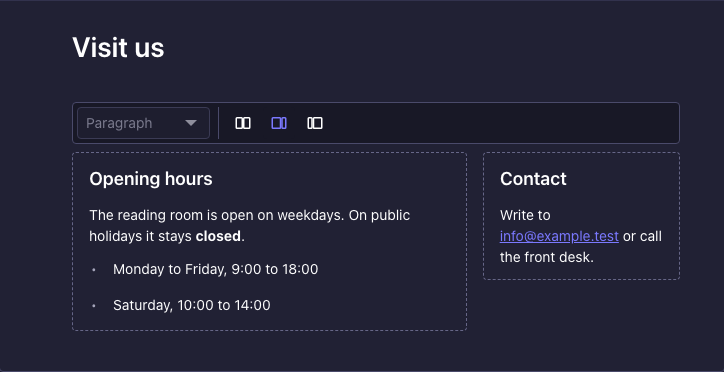 Visit us
Paragraph
Opening hours
The reading room is open on weekdays. On public
holidays it stays closed.
Monday to Friday, 9:00 to 18:00
Saturday, 10:00 to 14:00
Contact
Write to
info@example.test or call
the front desk.